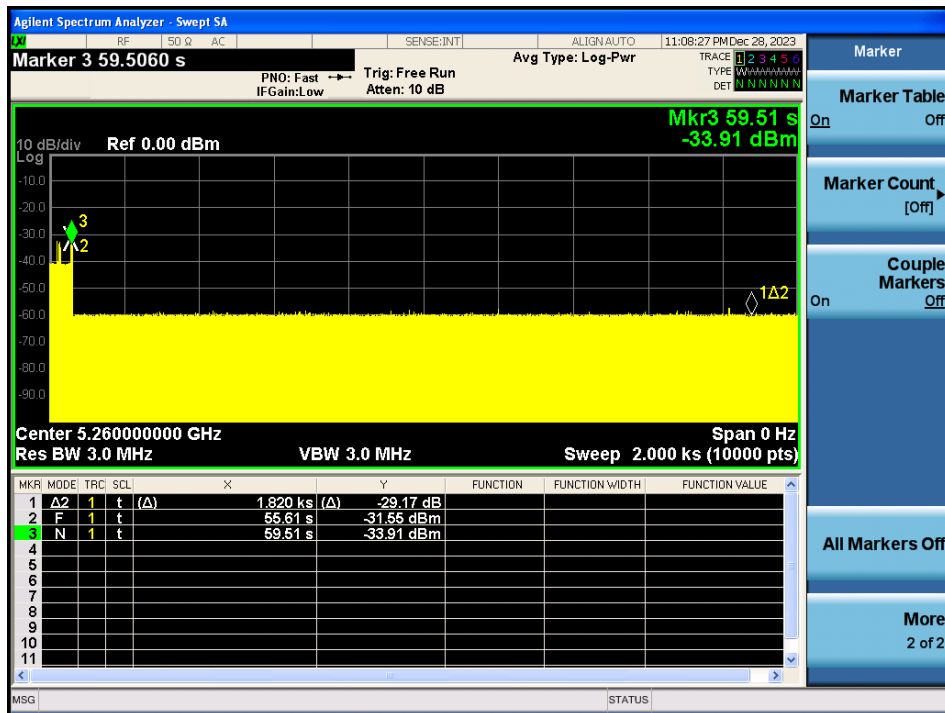 Agilent Spectrum Analyzer - Swept SA
LXI RF 50 Ω AC SENSE:INT ALIGN AUTO 11:08:27 PM Dec 28, 2023
Marker 3 59.5060 s
PNO: Fast
IFGain:Low
Trig: Free Run
Atten: 10 dB
Avg Type: Log-Pwr
TRACE 1 2 3 4 5 6
TYPE
DET N N N N N N
Mkr3 59.51 s
-33.91 dBm
10 dB/div Ref 0.00 dBm
Log
-10.0
-20.0
-30.0
-40.0
-50.0
-60.0
-70.0
-80.0
-90.0
3
2
1Δ2
Center 5.260000000 GHz Span 0 Hz
Res BW 3.0 MHz VBW 3.0 MHz Sweep 2.000 ks (10000 pts)
MKR MODE TRC SCL X Y FUNCTION FUNCTION WIDTH FUNCTION VALUE
1 Δ2 1 t (Δ) 1.820 ks (Δ) -29.17 dB
2 F 1 t 55.61 s -31.55 dBm
3 N 1 t 59.51 s -33.91 dBm
4
5
6
7
8
9
10
11
MSG STATUS
Marker
Marker Table
On Off
Marker Count
[Off]
Couple
Markers
On Off
All Markers Off
More
2 of 2